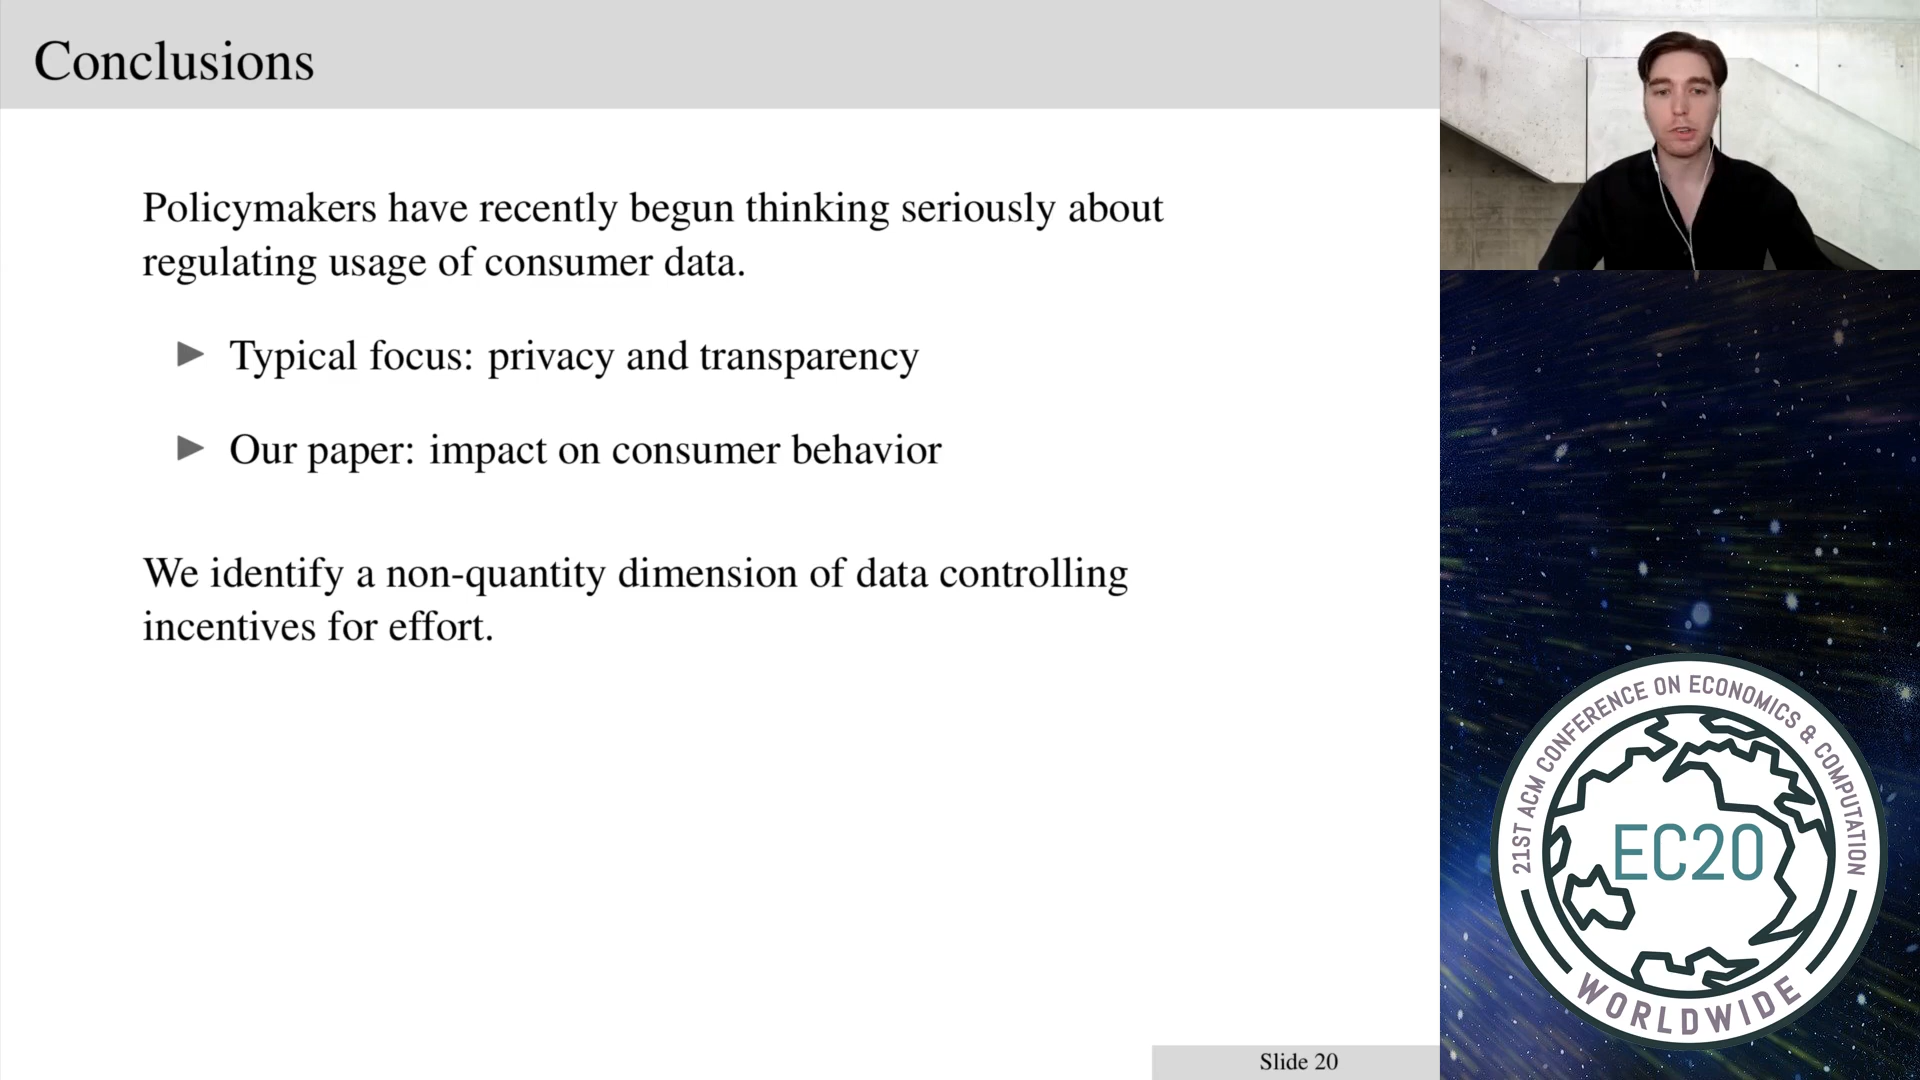 Conclusions
Policymakers have recently begun thinking seriously about
regulating usage of consumer data.
▶ Typical focus: privacy and transparency
▶ Our paper: impact on consumer behavior
We identify a non-quantity dimension of data controlling
incentives for effort.
Slide 20
21ST ACM CONFERENCE ON ECONOMICS & COMPUTATION
EC20
WORLDWIDE